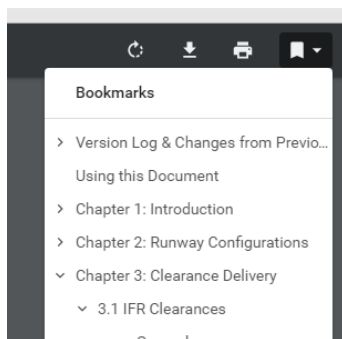 Bookmarks
Version Log & Changes from Previo...
Using this Document
Chapter 1: Introduction
Chapter 2: Runway Configurations
Chapter 3: Clearance Delivery
3.1 IFR Clearances